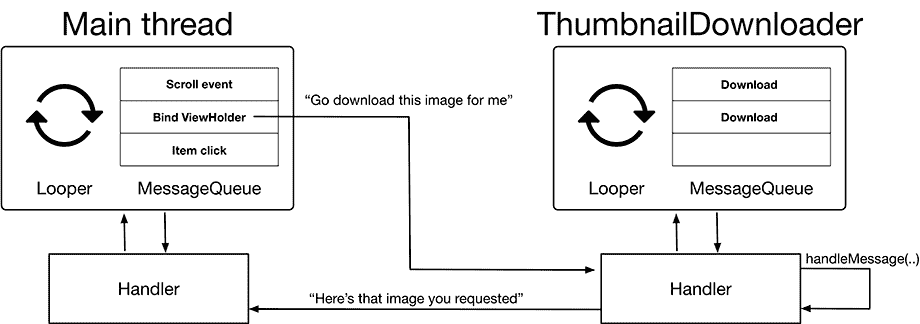 Main thread
ThumbnailDownloader
Scroll event
Bind ViewHolder
Item click
Looper
MessageQueue
“Go download this image for me”
Download
Download
Looper
MessageQueue
Handler
“Here’s that image you requested”
Handler
handleMessage(..)